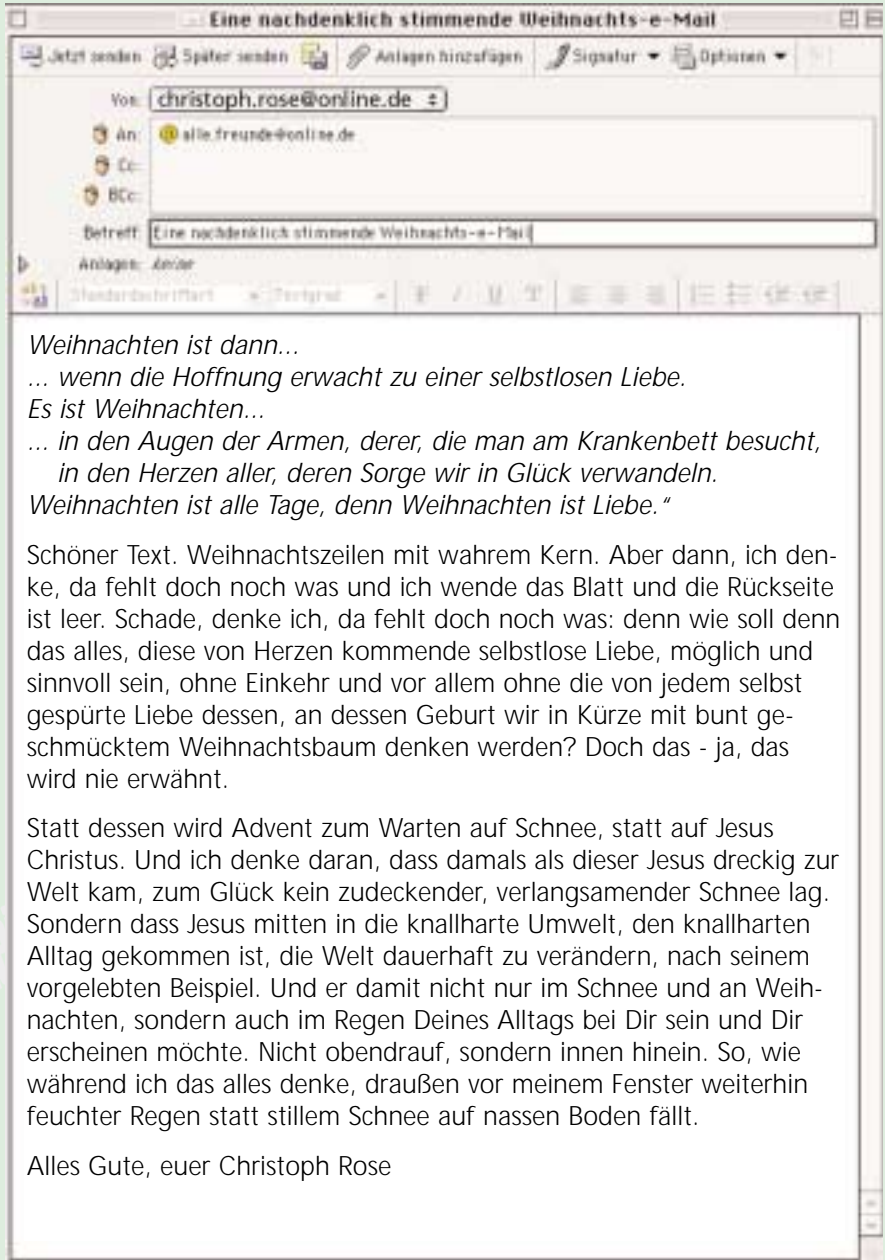 Eine nachdenklich stimmende Weihnachts-e-Mail
Jetzt senden Später senden Anlagen hinzufügen Signatur Optionen
Von: christoph.rose@online.de
An: alle.freunde@online.de
Cc:
BCc:
Betreff: Eine nachdenklich stimmende Weihnachts-e-Mail
Anlagen: keine
Standardschriftart Textgrad F I U T
Weihnachten ist dann...
... wenn die Hoffnung erwacht zu einer selbstlosen Liebe.
Es ist Weihnachten...
... in den Augen der Armen, derer, die man am Krankenbett besucht,
in den Herzen aller, deren Sorge wir in Glück verwandeln.
Weihnachten ist alle Tage, denn Weihnachten ist Liebe.“
Schöner Text. Weihnachtszeilen mit wahrem Kern. Aber dann, ich den-
ke, da fehlt doch noch was und ich wende das Blatt und die Rückseite
ist leer. Schade, denke ich, da fehlt doch noch was: denn wie soll denn
das alles, diese von Herzen kommende selbstlose Liebe, möglich und
sinnvoll sein, ohne Einkehr und vor allem ohne die von jedem selbst
gespürte Liebe dessen, an dessen Geburt wir in Kürze mit bunt ge-
schmücktem Weihnachtsbaum denken werden? Doch das - ja, das
wird nie erwähnt.
Statt dessen wird Advent zum Warten auf Schnee, statt auf Jesus
Christus. Und ich denke daran, dass damals als dieser Jesus dreckig zur
Welt kam, zum Glück kein zudeckender, verlangsamender Schnee lag.
Sondern dass Jesus mitten in die knallharte Umwelt, den knallharten
Alltag gekommen ist, die Welt dauerhaft zu verändern, nach seinem
vorgelebten Beispiel. Und er damit nicht nur im Schnee und an Weih-
nachten, sondern auch im Regen Deines Alltags bei Dir sein und Dir
erscheinen möchte. Nicht obendrauf, sondern innen hinein. So, wie
während ich das alles denke, draußen vor meinem Fenster weiterhin
feuchter Regen statt stillem Schnee auf nassen Boden fällt.
Alles Gute, euer Christoph Rose